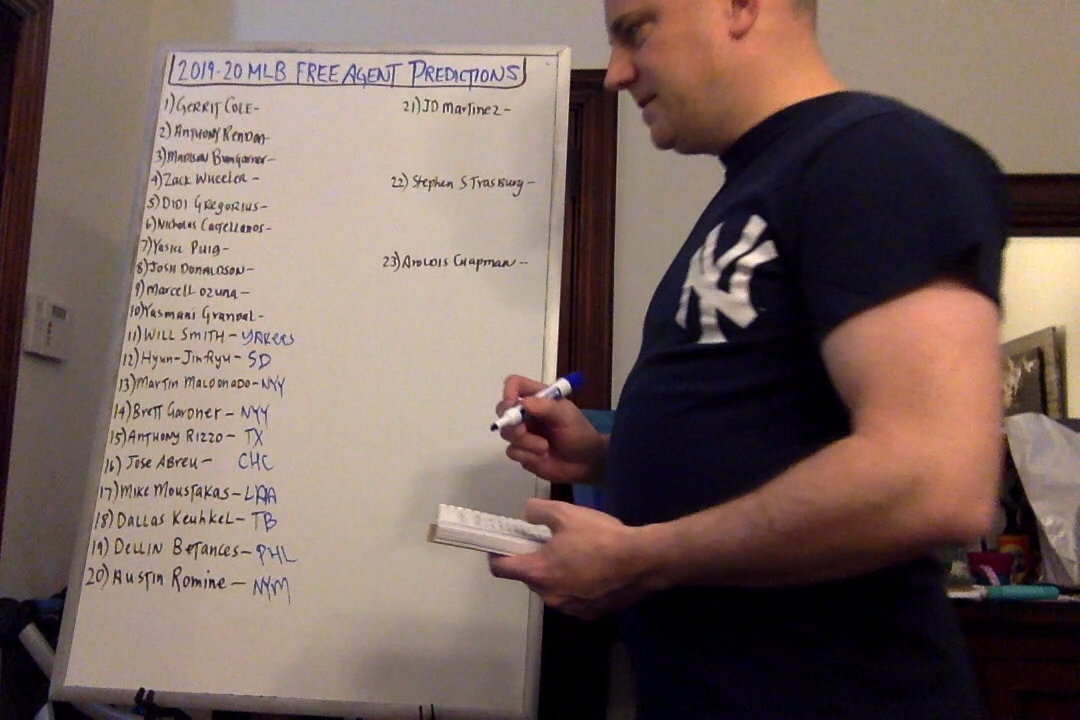 2019-20 MLB FREE AGENT PREDICTIONS
1) GERRIT COLE-
2) ANTHONY RENDON-
3) MADISON BUMGARNER-
4) ZACK WHEELER -
5) DIDI GREGORIUS-
6) Nicholas Castellanos-
7) Yasiel Puig-
8) JOSH DONALDSON-
9) MARCELL OZUNA-
10) Yasmani Grandal-
11) WILL SMITH - YANKEES
12) Hyun-Jin Ryu - SD
13) Martin Maldonado - NYY
14) Brett Gardner - NYY
15) ANTHONY RIZZO - TX
16) Jose Abreu - CHC
17) Mike Moustakas - LAA
18) Dallas Keuhkel - TB
19) DELLIN BETANCES - PHL
20) Austin Romine - NYM
21) JD Martinez -
22) Stephen Strasburg -
23) Aroldis Chapman --
NY